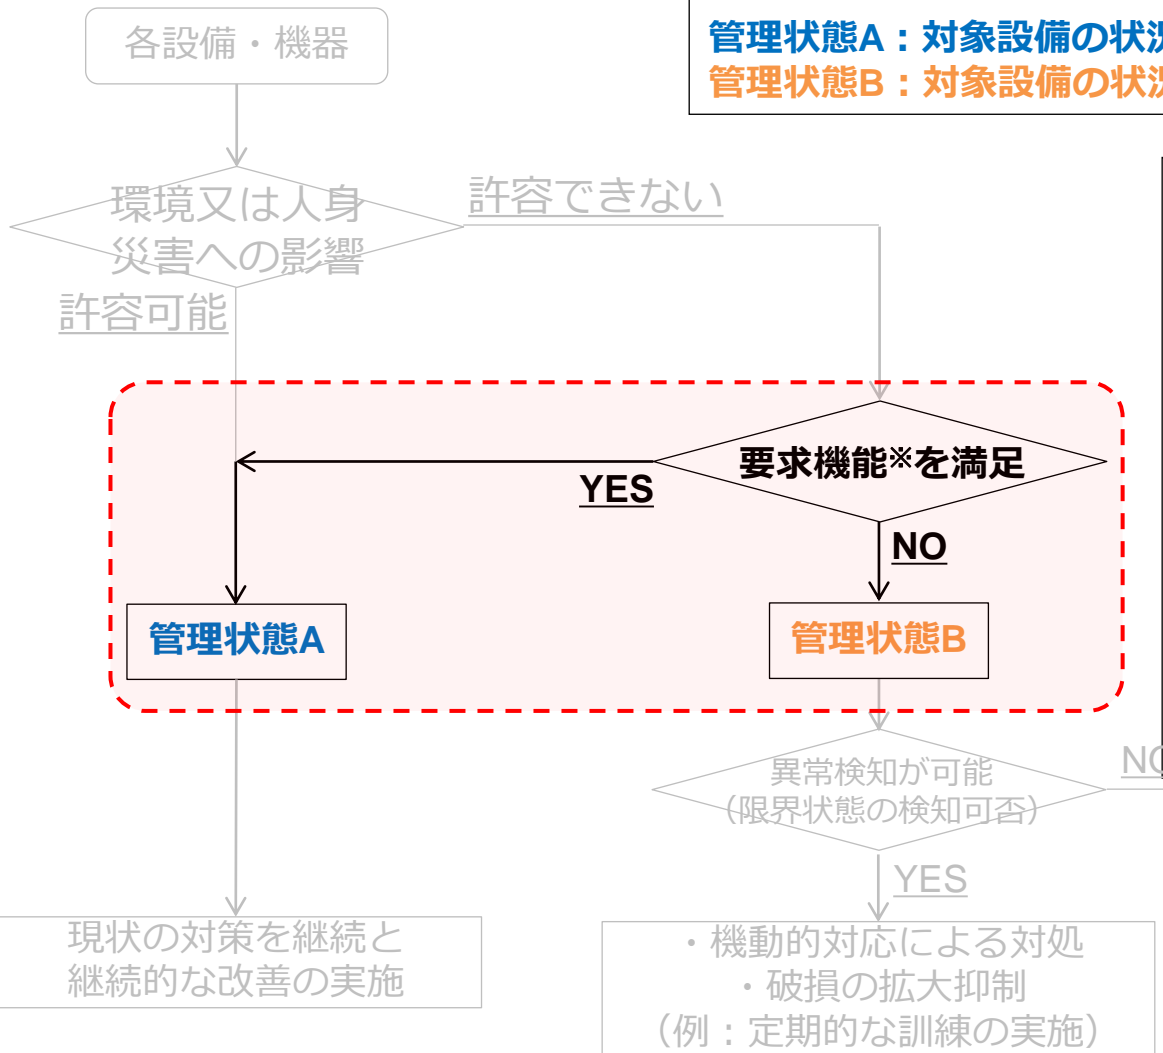 各設備・機器
管理状態A：対象設備の状況
管理状態B：対象設備の状況
環境又は人身
災害への影響
許容できない
許容可能
要求機能※を満足
YES
NO
管理状態A
管理状態B
異常検知が可能
（限界状態の検知可否）
NO
YES
現状の対策を継続と
継続的な改善の実施
・機動的対応による対処
・破損の拡大抑制
（例：定期的な訓練の実施）